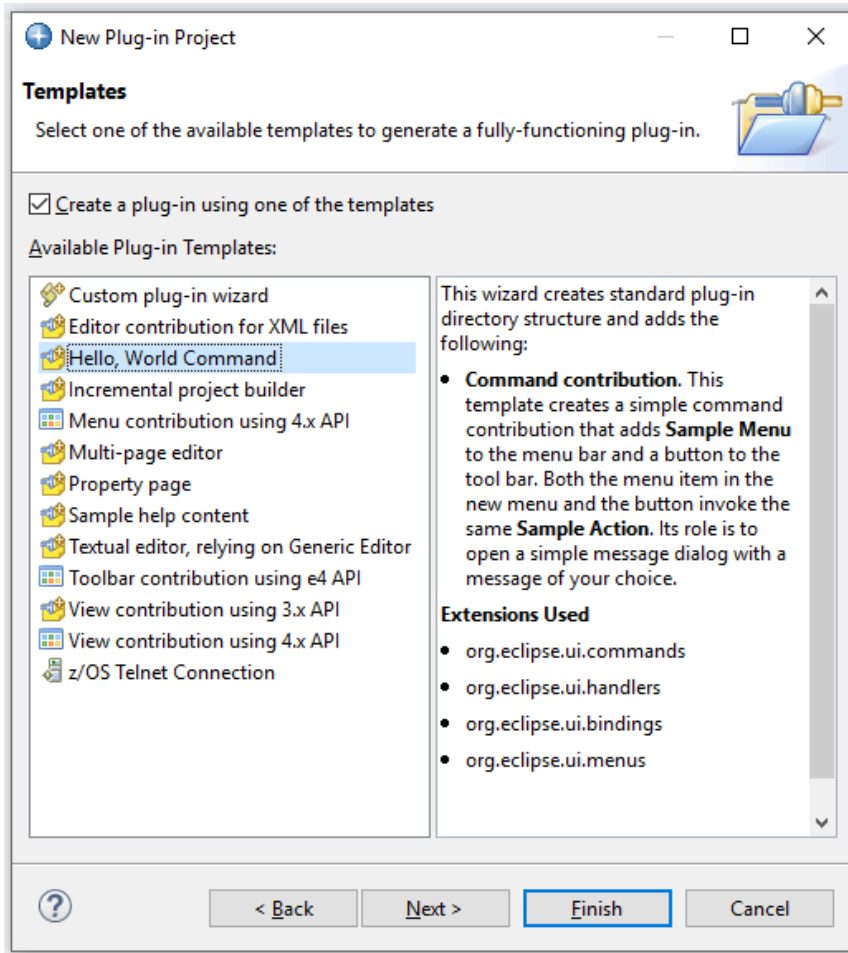 New Plug-in Project
Templates
Select one of the available templates to generate a fully-functioning plug-in.
Create a plug-in using one of the templates
Available Plug-in Templates:
Custom plug-in wizard
Editor contribution for XML files
Hello, World Command
Incremental project builder
Menu contribution using 4.x API
Multi-page editor
Property page
Sample help content
Textual editor, relying on Generic Editor
Toolbar contribution using e4 API
View contribution using 3.x API
View contribution using 4.x API
z/OS Telnet Connection
This wizard creates standard plug-in
directory structure and adds the
following:
• Command contribution. This
template creates a simple command
contribution that adds Sample Menu
to the menu bar and a button to the
tool bar. Both the menu item in the
new menu and the button invoke the
same Sample Action. Its role is to
open a simple message dialog with a
message of your choice.
Extensions Used
• org.eclipse.ui.commands
• org.eclipse.ui.handlers
• org.eclipse.ui.bindings
• org.eclipse.ui.menus
? < Back Next > Finish Cancel